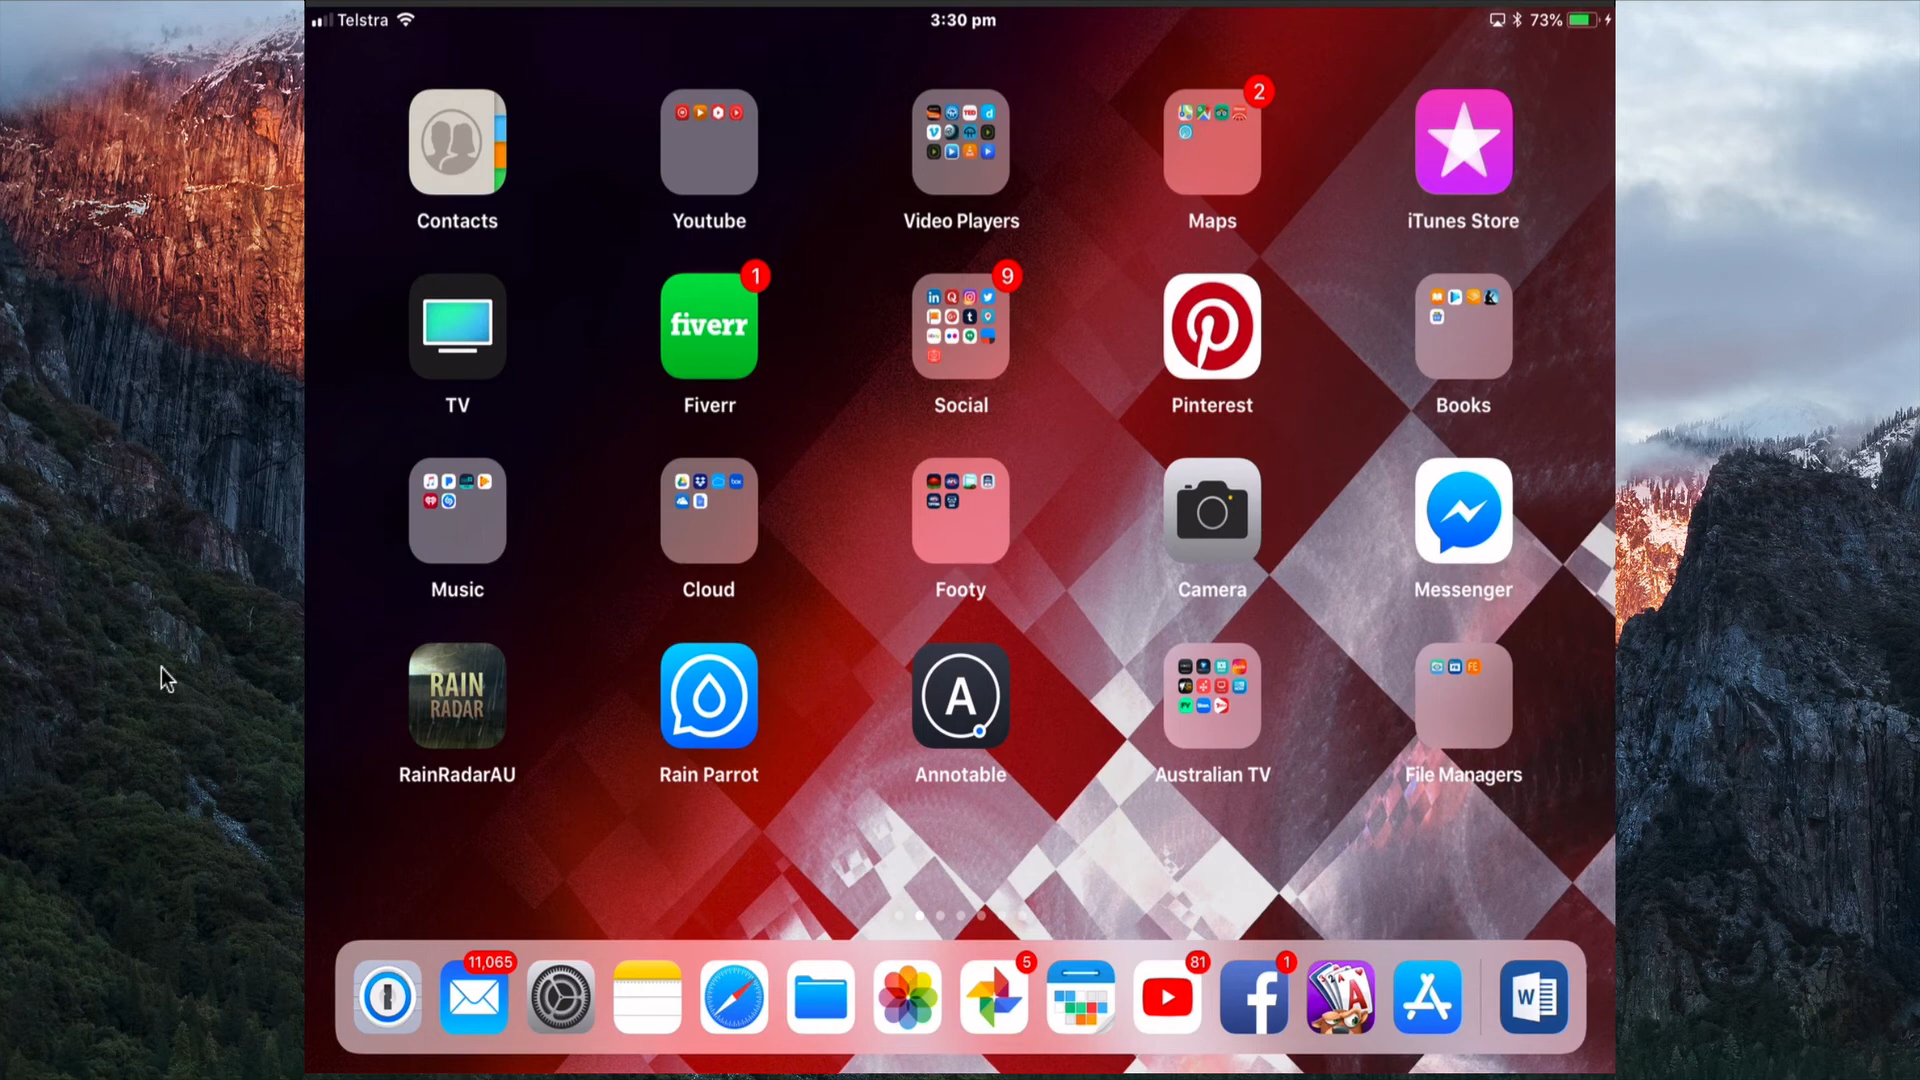 Telstra
3:30 pm
73%
2
Contacts
Youtube
Video Players
Maps
iTunes Store
1
9
fiverr
TV
Fiverr
Social
Pinterest
Books
Music
Cloud
Footy
Camera
Messenger
RAIN
RADAR
A
RainRadarAU
Rain Parrot
Annotable
Australian TV
File Managers
11,065
5
81
1
W